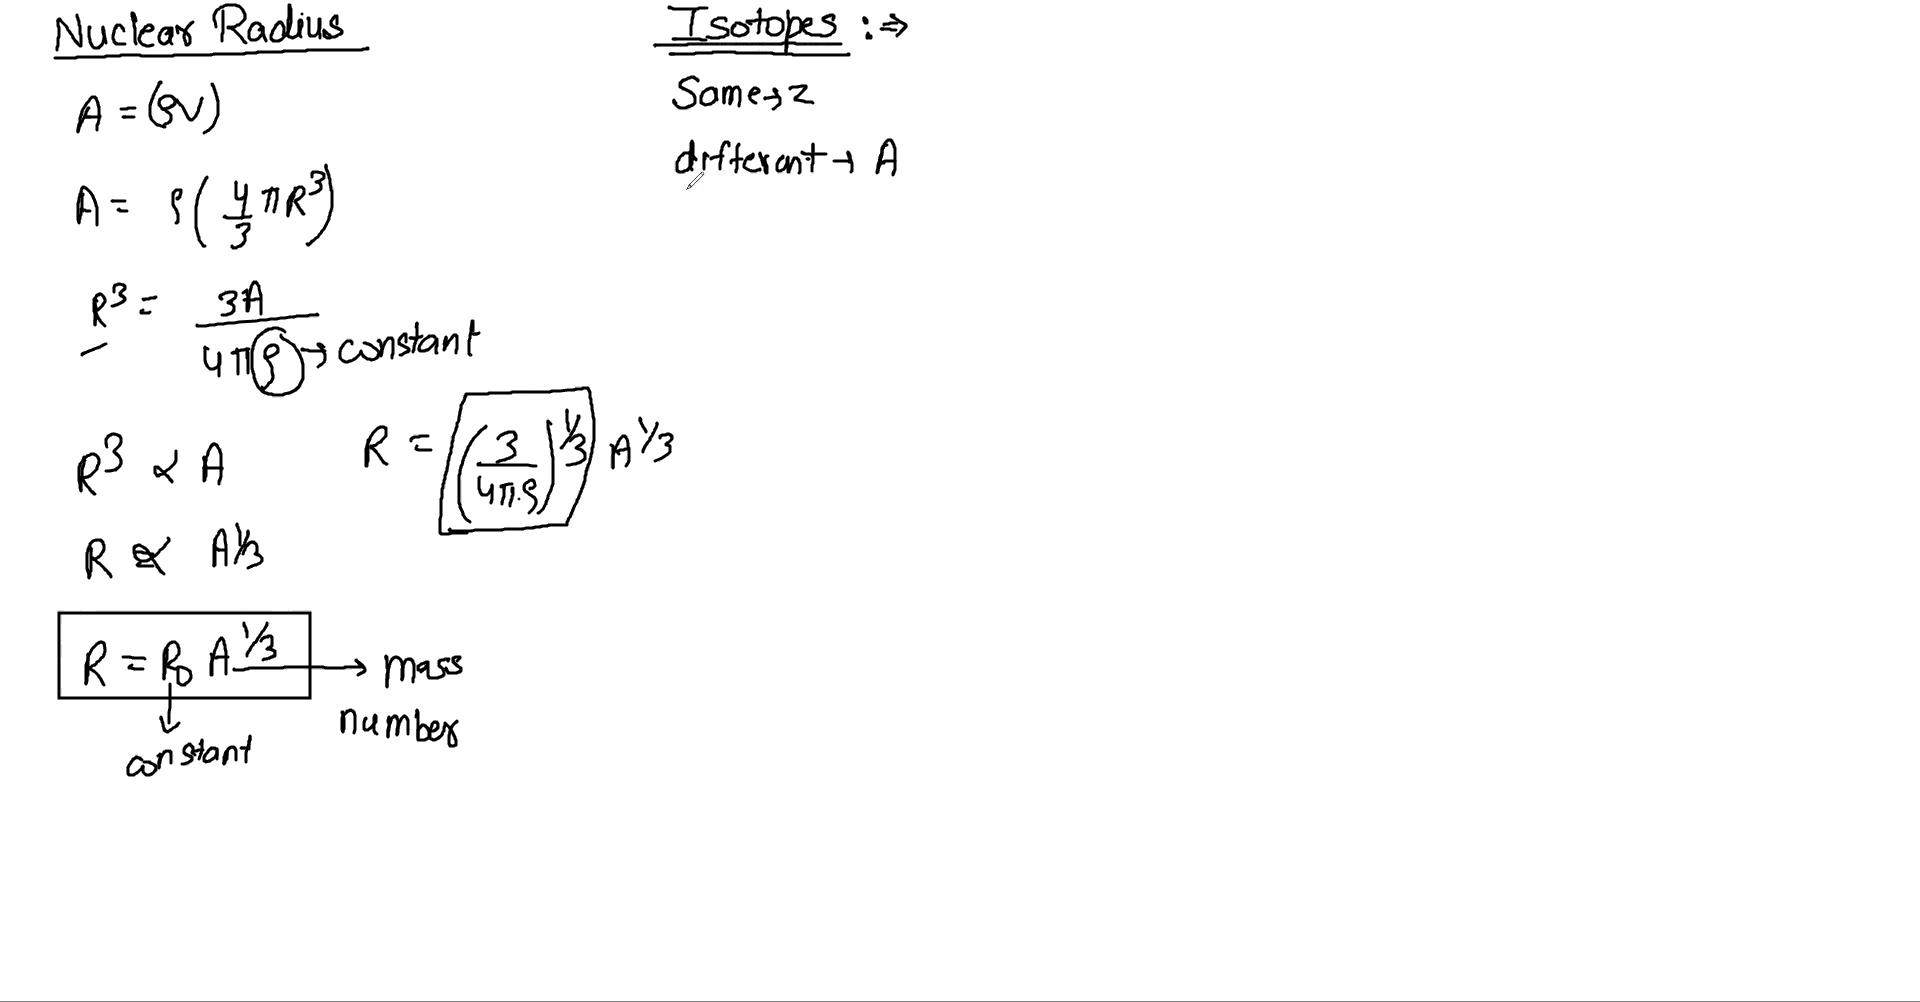 Nuclear Radius
A = (ρV)
A = ρ(4/3 πR³)
R³ = 3A / 4πρ → constant
R³ ∝ A
R = (3 / 4π.ρ)^1/3 A^1/3
R ∝ A^1/3
R = R₀ A^1/3 → mass number
constant
Isotopes :⇒
Same → z
different → A